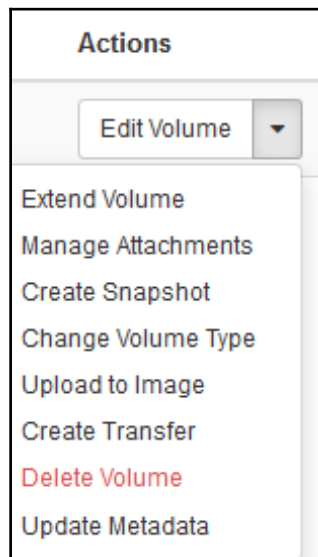 Actions
Edit Volume
Extend Volume
Manage Attachments
Create Snapshot
Change Volume Type
Upload to Image
Create Transfer
Delete Volume
Update Metadata